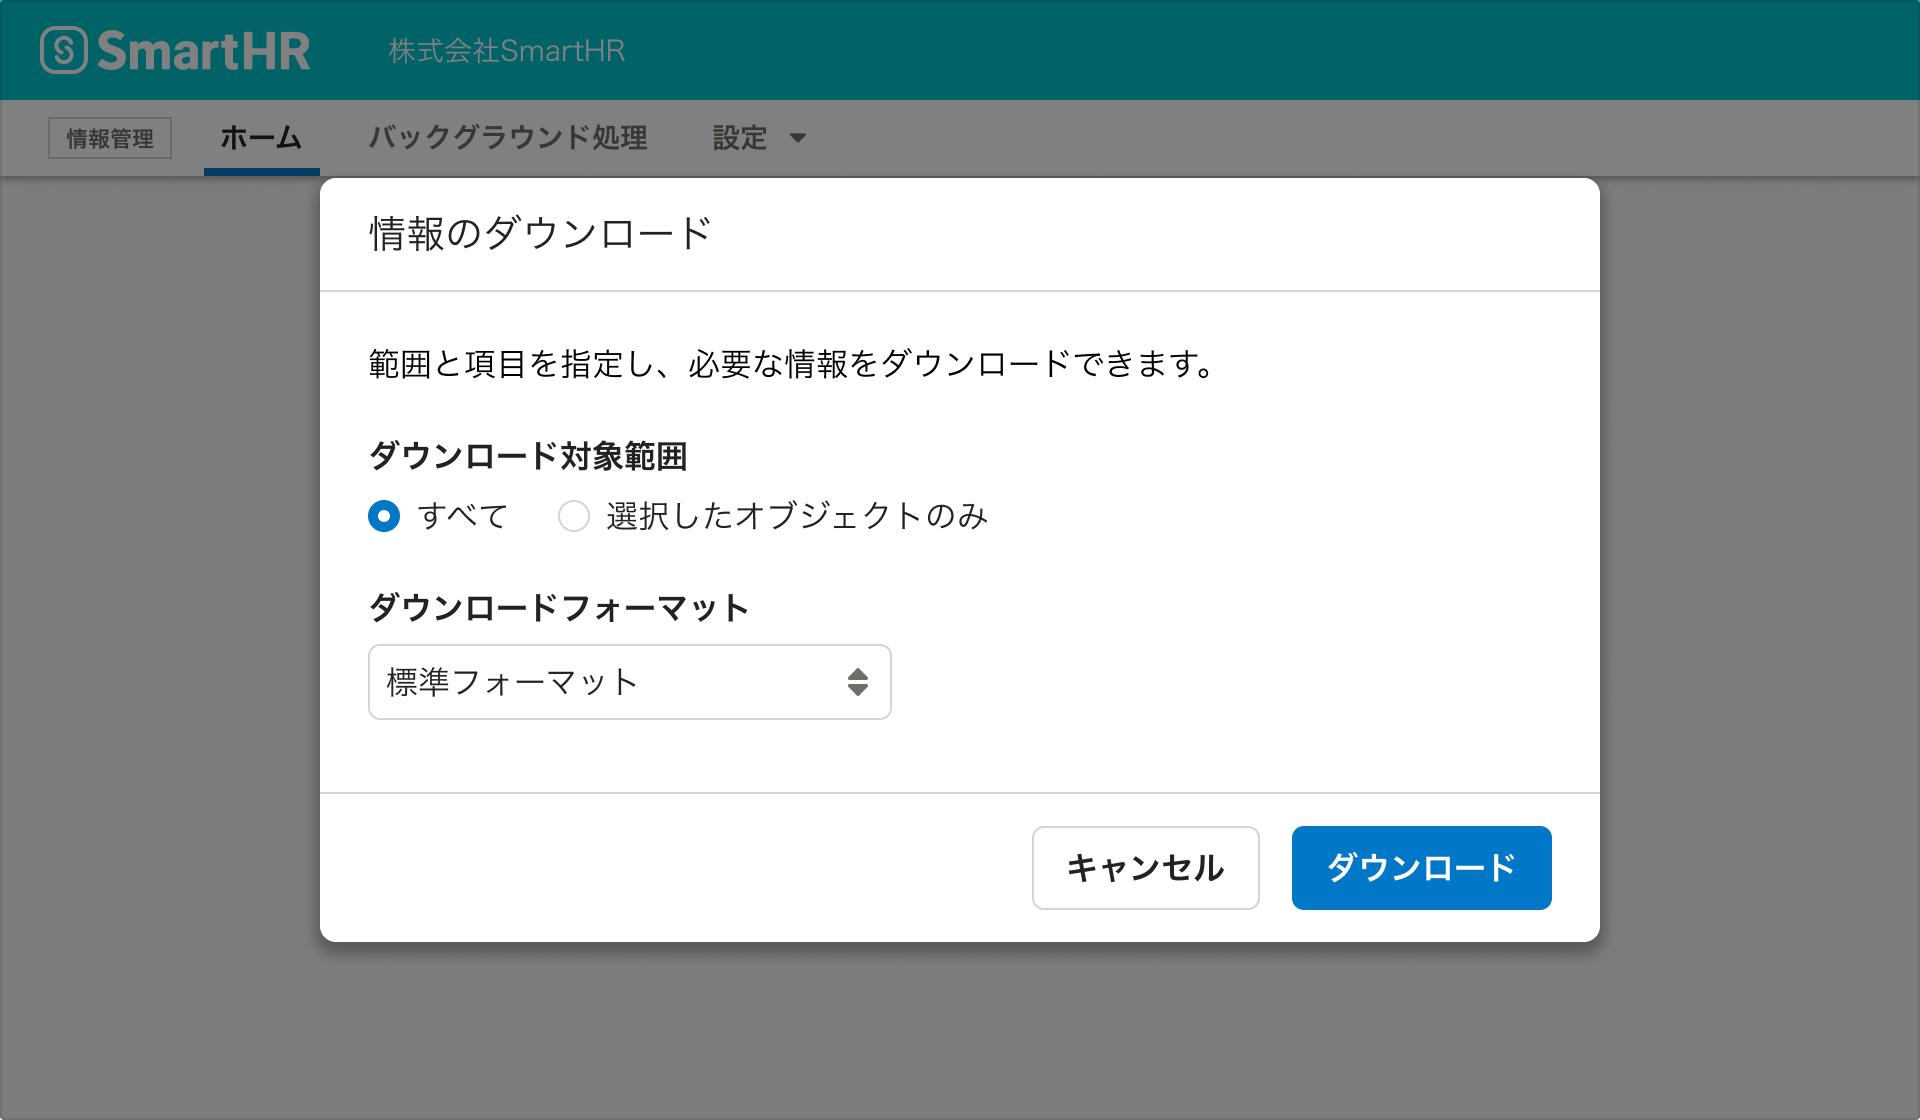 SmartHR 株式会社SmartHR
情報管理 ホーム バックグラウンド処理 設定
情報のダウンロード
範囲と項目を指定し、必要な情報をダウンロードできます。
ダウンロード対象範囲
すべて 選択したオブジェクトのみ
ダウンロードフォーマット
標準フォーマット
キャンセル ダウンロード